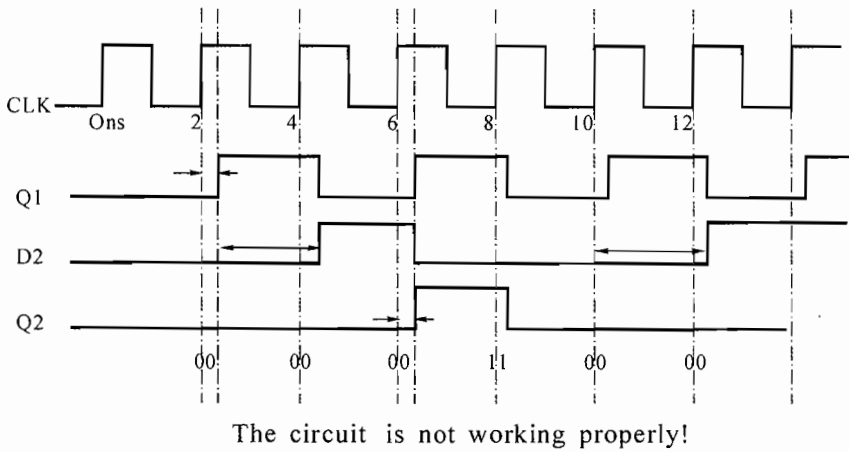 CLK
0ns 2 4 6 8 10 12
Q1
D2
Q2
00 00 00 11 00 00
The circuit is not working properly!